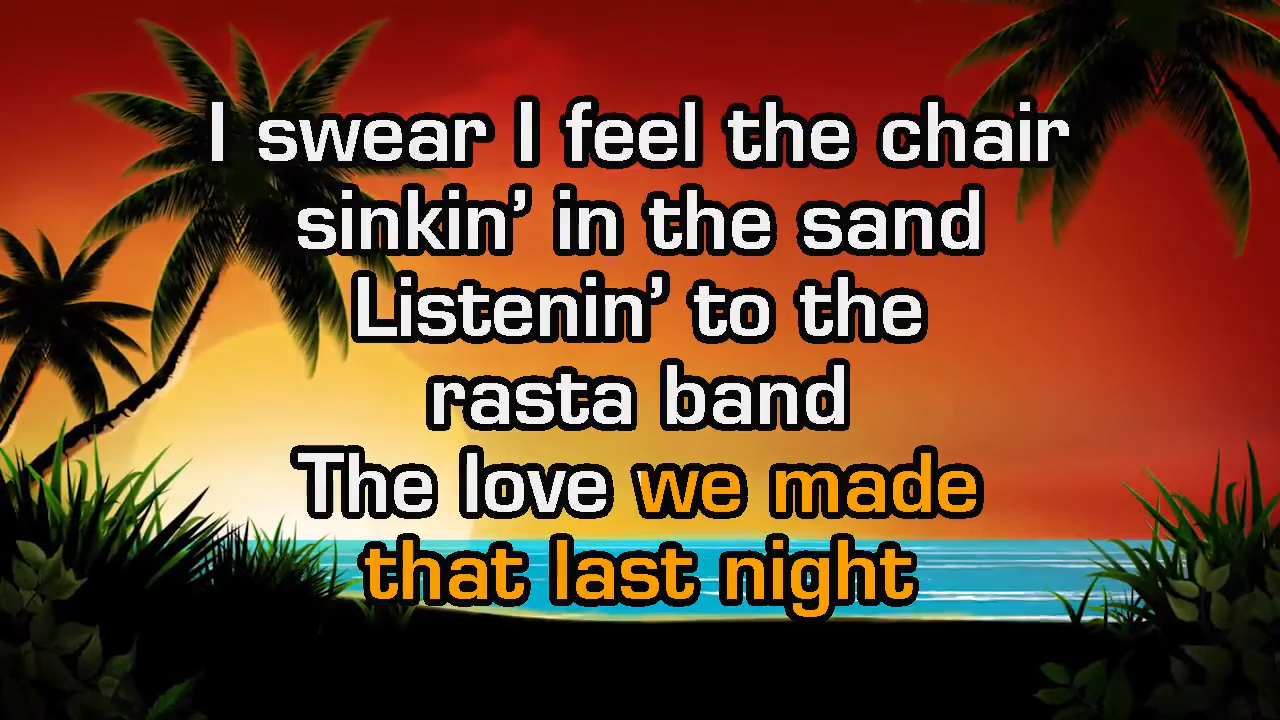 I swear I feel the chair
sinkin’ in the sand
Listenin’ to the
rasta band
The love we made
that last night